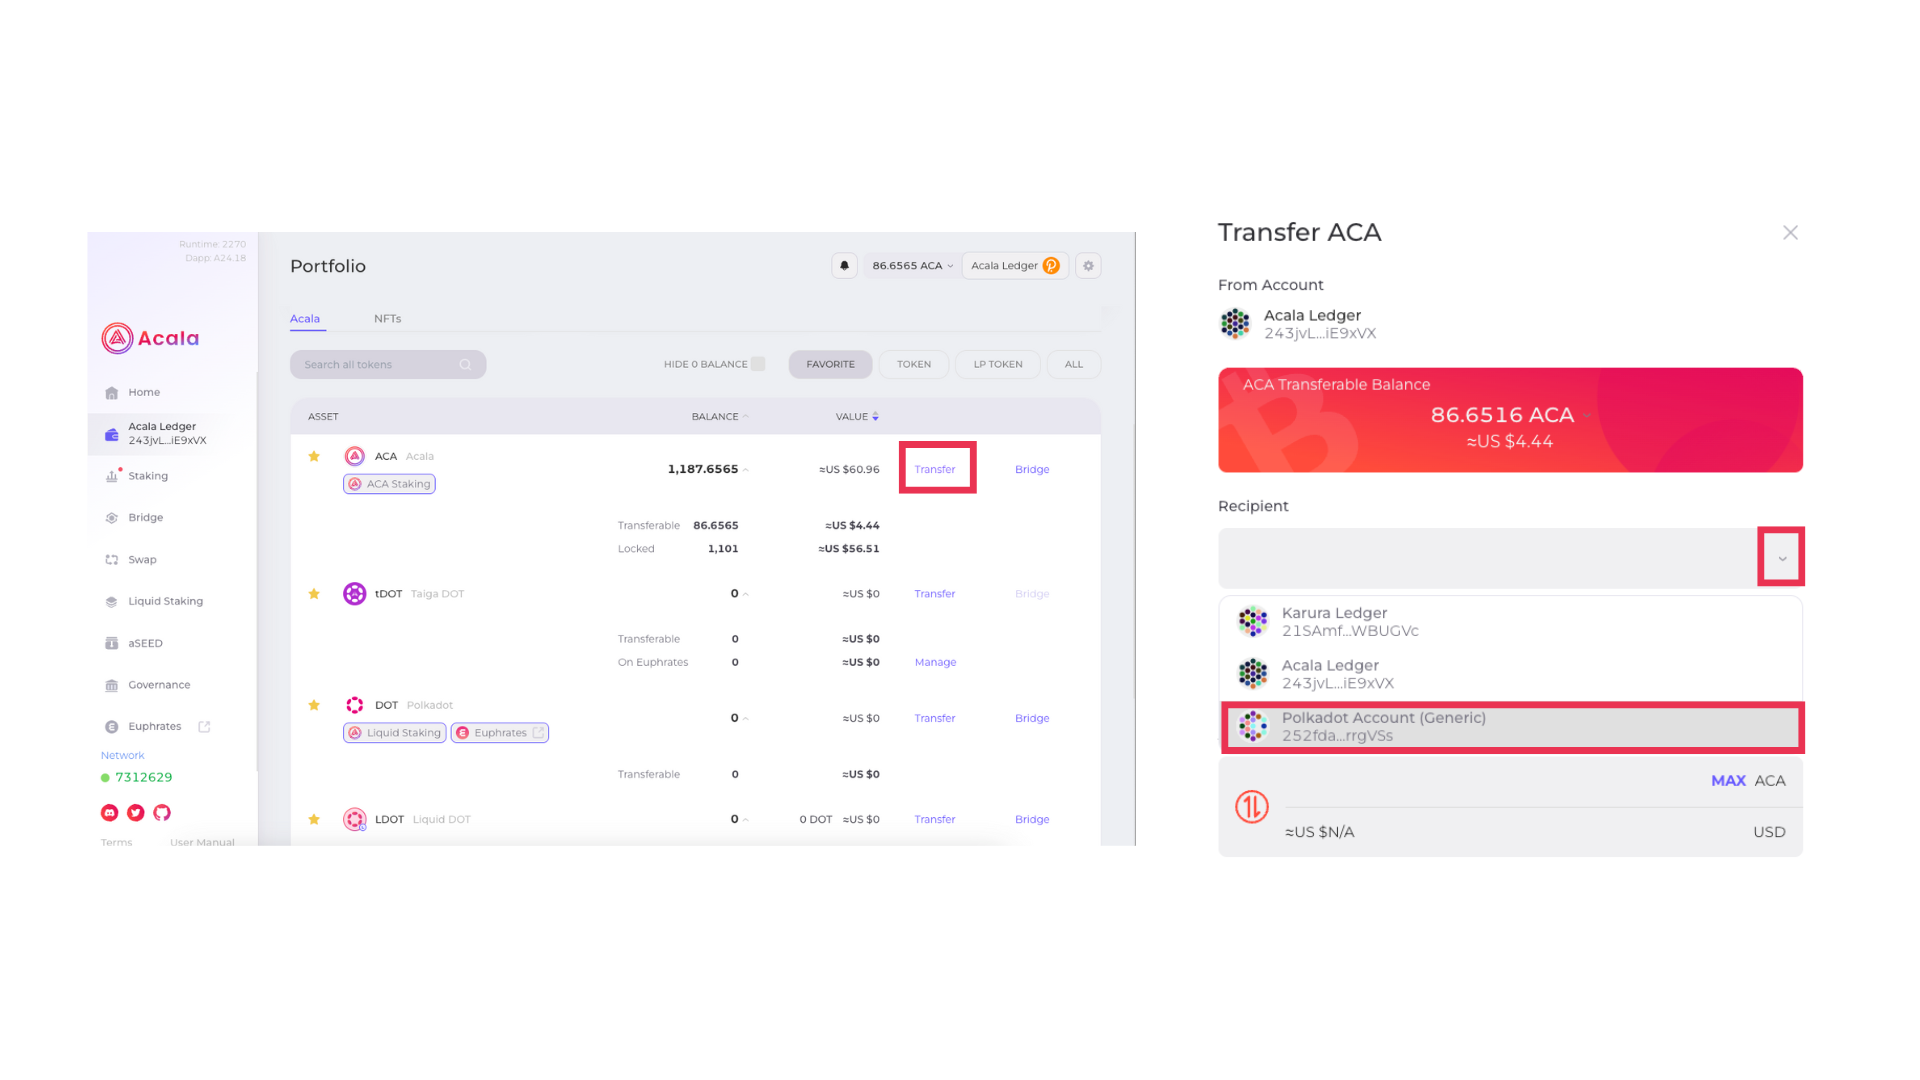 Runtime: 2270
Dapp: A24.18
Acala
Home
Acala Ledger
243jvL...iE9xVX
Staking
Bridge
Swap
Liquid Staking
aSEED
Governance
Euphrates
Network
7312629
Terms User Manual
Portfolio
86.6565 ACA Acala Ledger
Acala NFTs
Search all tokens HIDE 0 BALANCE FAVORITE TOKEN LP TOKEN ALL
ASSET BALANCE VALUE
ACA Acala
ACA Staking
1,187.6565 ≈US $60.96 Transfer Bridge
Transferable 86.6565 ≈US $4.44
Locked 1,101 ≈US $56.51
tDOT Taiga DOT 0 ≈US $0 Transfer Bridge
Transferable 0 ≈US $0
On Euphrates 0 ≈US $0 Manage
DOT Polkadot
Liquid Staking Euphrates
0 ≈US $0 Transfer Bridge
Transferable 0 ≈US $0
LDOT Liquid DOT 0 0 DOT ≈US $0 Transfer Bridge
Transfer ACA
From Account
Acala Ledger
243jvL...iE9xVX
ACA Transferable Balance
86.6516 ACA
≈US $4.44
Recipient
Karura Ledger
21SAmf...WBUGVc
Acala Ledger
243jvL...iE9xVX
Polkadot Account (Generic)
252fda...rrgVSs
MAX ACA
≈US $N/A USD